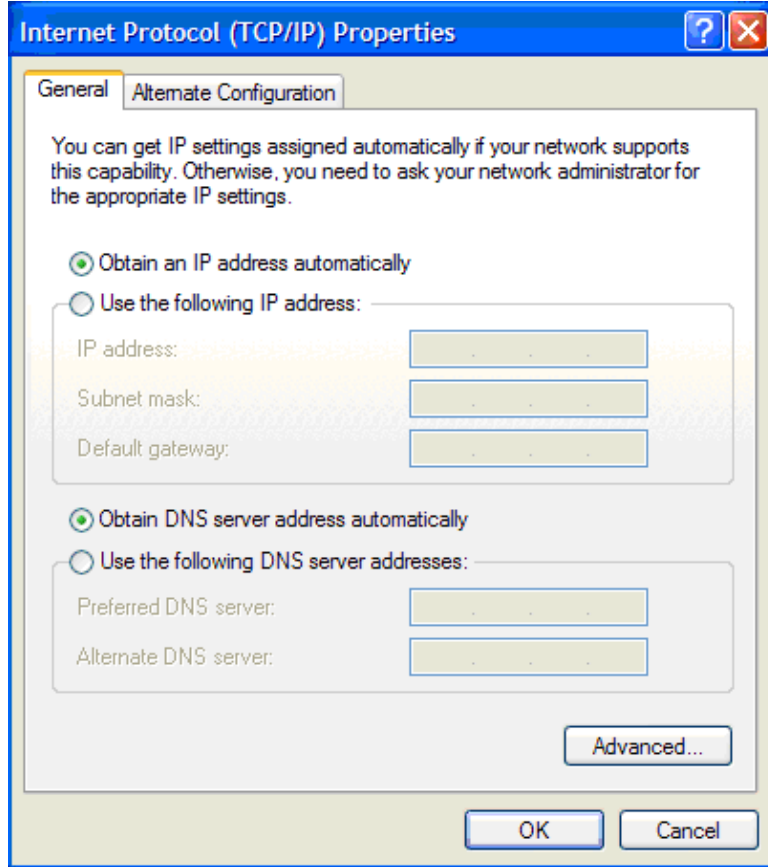 Internet Protocol (TCP/IP) Properties
General
Alternate Configuration
You can get IP settings assigned automatically if your network supports
this capability. Otherwise, you need to ask your network administrator for
the appropriate IP settings.
Obtain an IP address automatically
Use the following IP address:
IP address:
Subnet mask:
Default gateway:
Obtain DNS server address automatically
Use the following DNS server addresses:
Preferred DNS server:
Alternate DNS server:
Advanced...
OK
Cancel